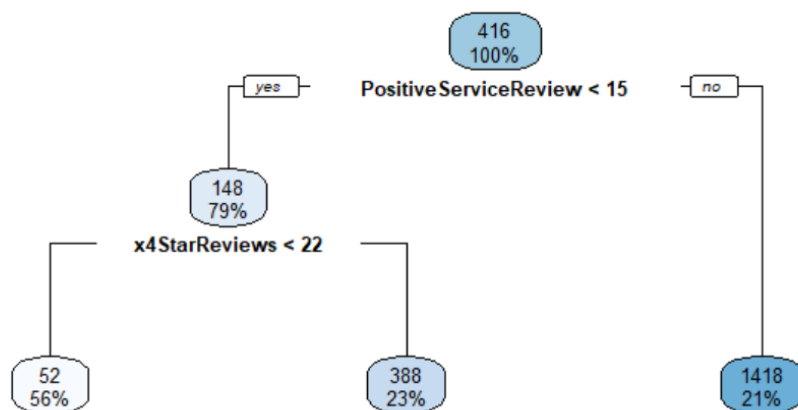 416
100%
yes
PositiveServiceReview < 15
no
148
79%
x4StarReviews < 22
52
56%
388
23%
1418
21%